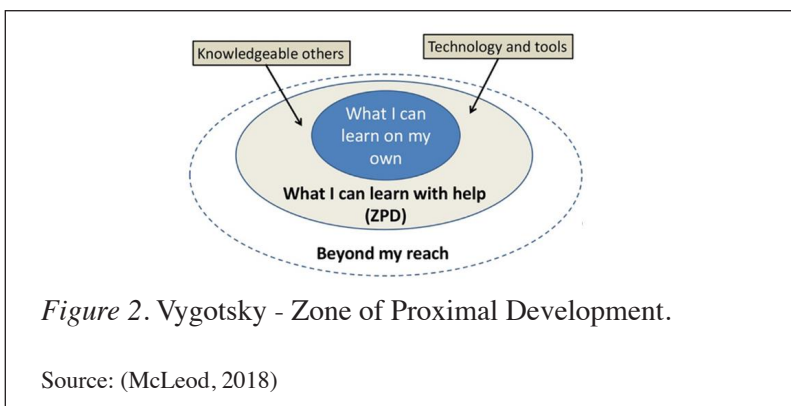 Knowledgeable others
Technology and tools
What I can
learn on my
own
What I can learn with help
(ZPD)
Beyond my reach
Figure 2. Vygotsky - Zone of Proximal Development.
Source: (McLeod, 2018)